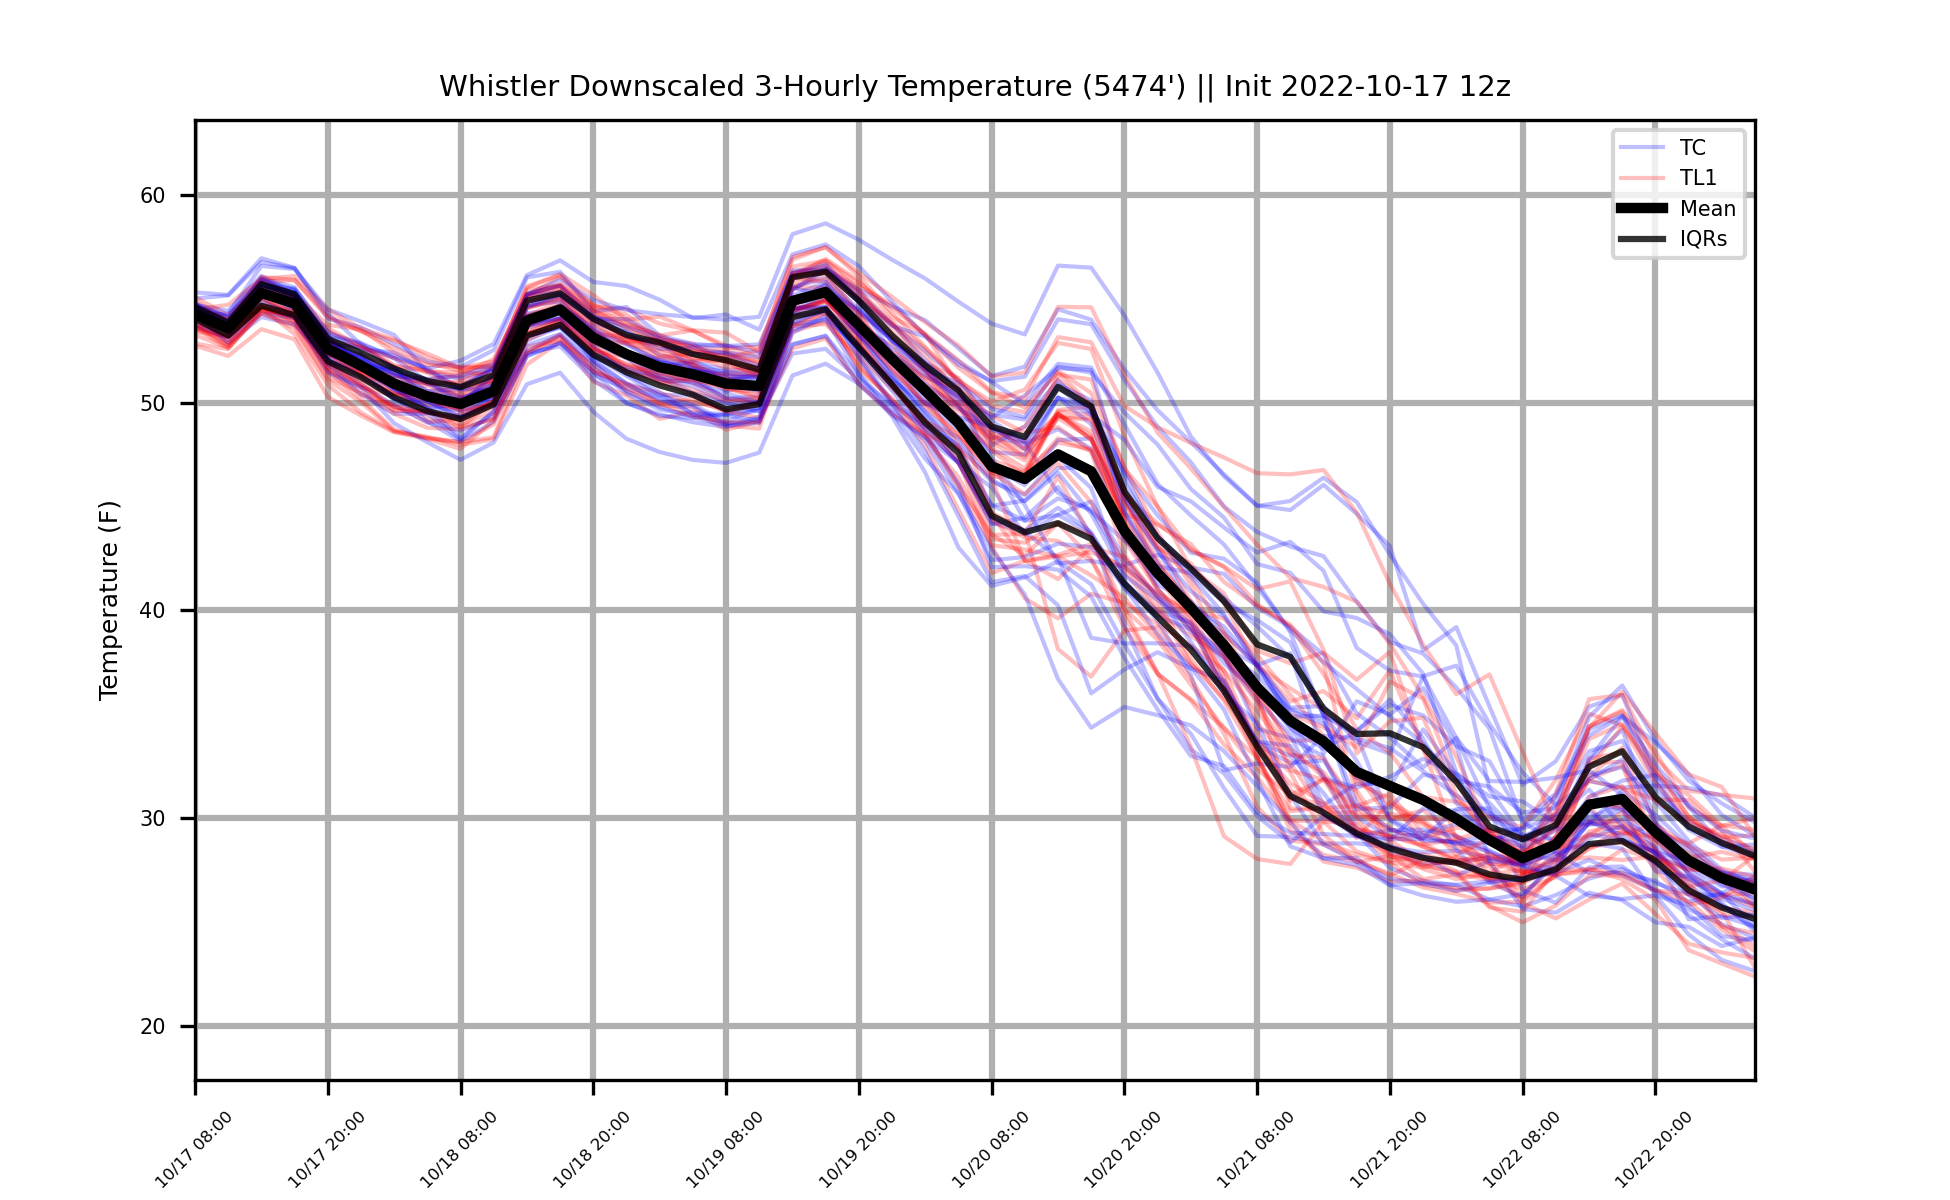 Whistler Downscaled 3-Hourly Temperature (5474') || Init 2022-10-17 12z
TC
TL1
Mean
IQRs
Temperature (F)
60
50
40
30
20
10/17 08:00
10/17 20:00
10/18 08:00
10/18 20:00
10/19 08:00
10/19 20:00
10/20 08:00
10/20 20:00
10/21 08:00
10/21 20:00
10/22 08:00
10/22 20:00